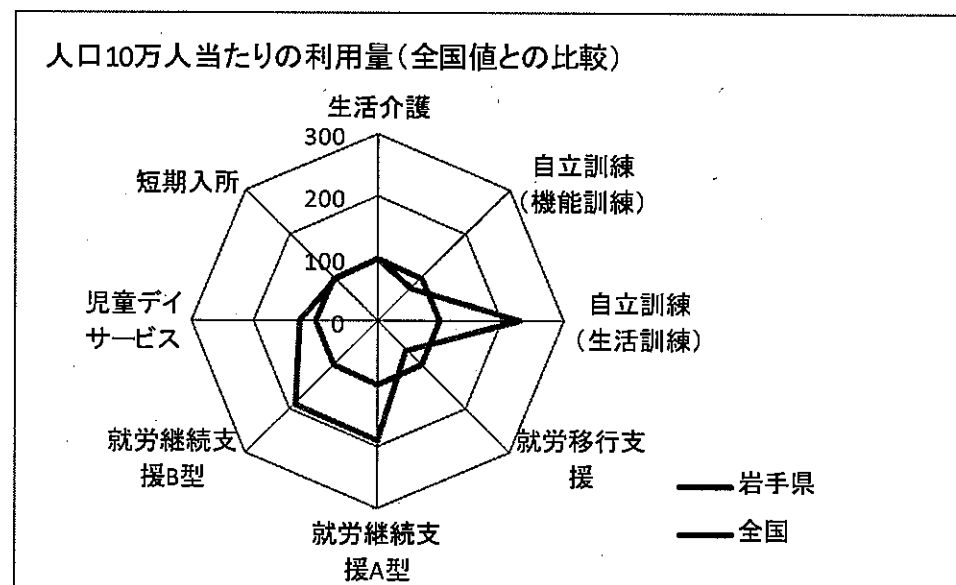 人口10万人当たりの利用量(全国値との比較)
生活介護
300
200
100
0
自立訓練
(機能訓練)
自立訓練
(生活訓練)
就労移行支
援
就労継続支
援A型
就労継続支
援B型
児童デイ
サービス
短期入所
岩手県
全国